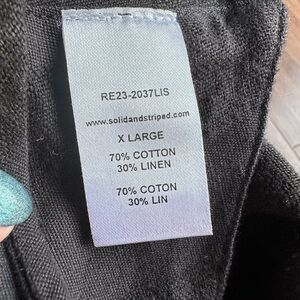 RE23-2037LIS
www.solidandstriped.com
X LARGE
70% COTTON
30% LINEN
70% COTON
30% LIN